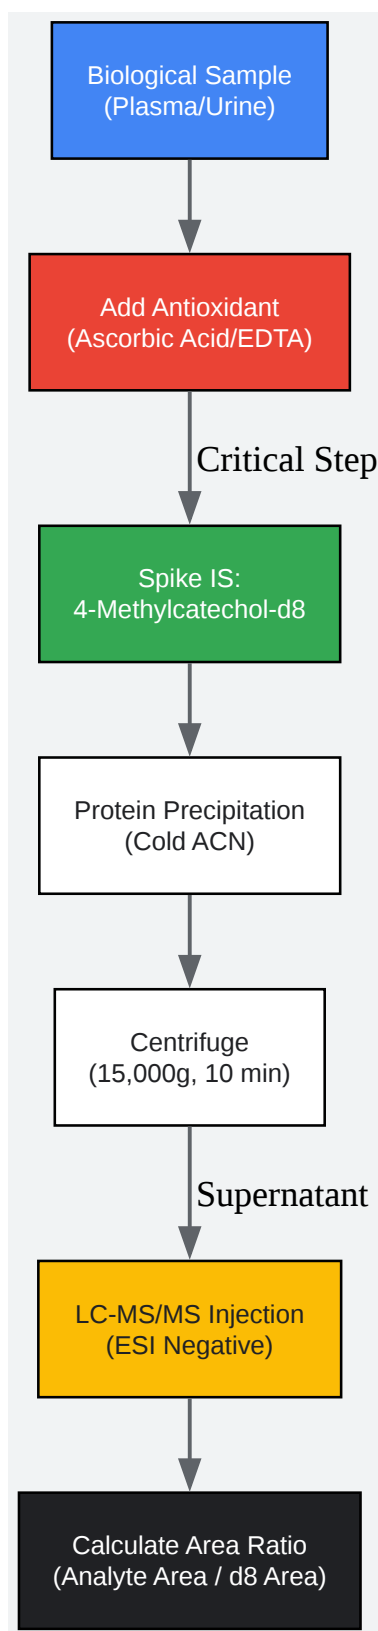 Biological Sample
(Plasma/Urine)
Add Antioxidant
(Ascorbic Acid/EDTA)
Critical Step
Spike IS:
4-Methylcatechol-d8
Protein Precipitation
(Cold ACN)
Centrifuge
(15,000g, 10 min)
Supernatant
LC-MS/MS Injection
(ESI Negative)
Calculate Area Ratio
(Analyte Area / d8 Area)